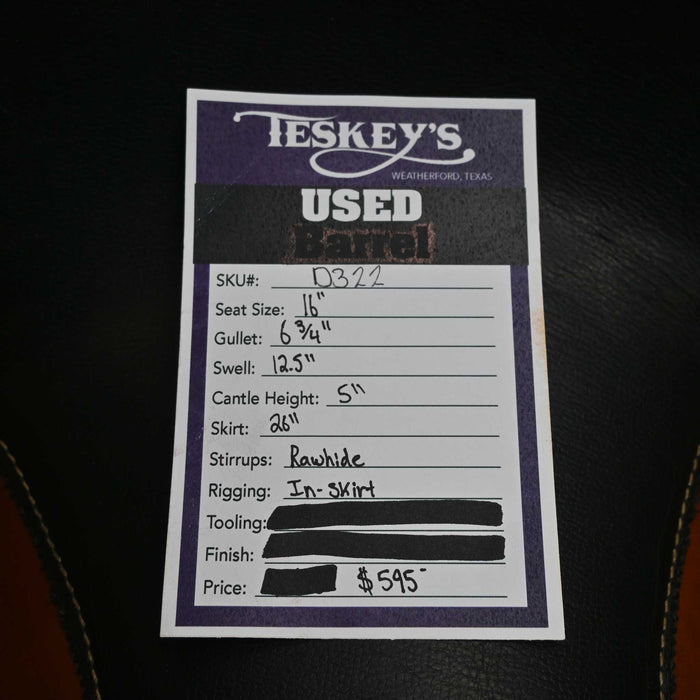 TESKEY'S
WEATHERFORD, TEXAS
USED
Barrel
SKU#: D322
Seat Size: 16"
Gullet: 6 3/4"
Swell: 12.5"
Cantle Height: 5"
Skirt: 26"
Stirrups: Rawhide
Rigging: In-skirt
Tooling:
Finish:
Price: $595-